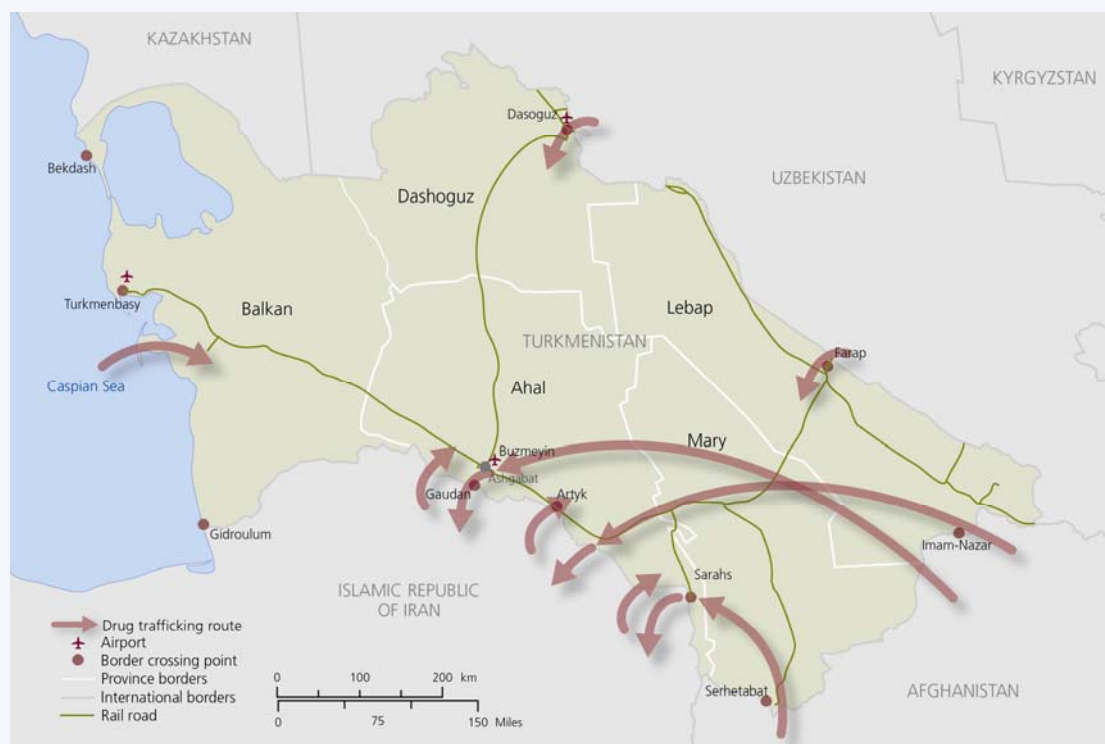 KAZAKHSTAN
KYRGYZSTAN
Dasoguz
Bekdash
UZBEKISTAN
Dashoguz
Turkmenbasy
Balkan
Lebap
TURKMENISTAN
Farap
Caspian Sea
Ahal
Mary
Buzmeyin
Ashgabat
Gaudan
Artyk
Gidroulum
Imam-Nazar
Sarahs
ISLAMIC REPUBLIC
OF IRAN
Serhetabat
AFGHANISTAN
Drug trafficking route
Airport
Border crossing point
Province borders
International borders
Rail road
0 100 200 km
0 75 150 Miles